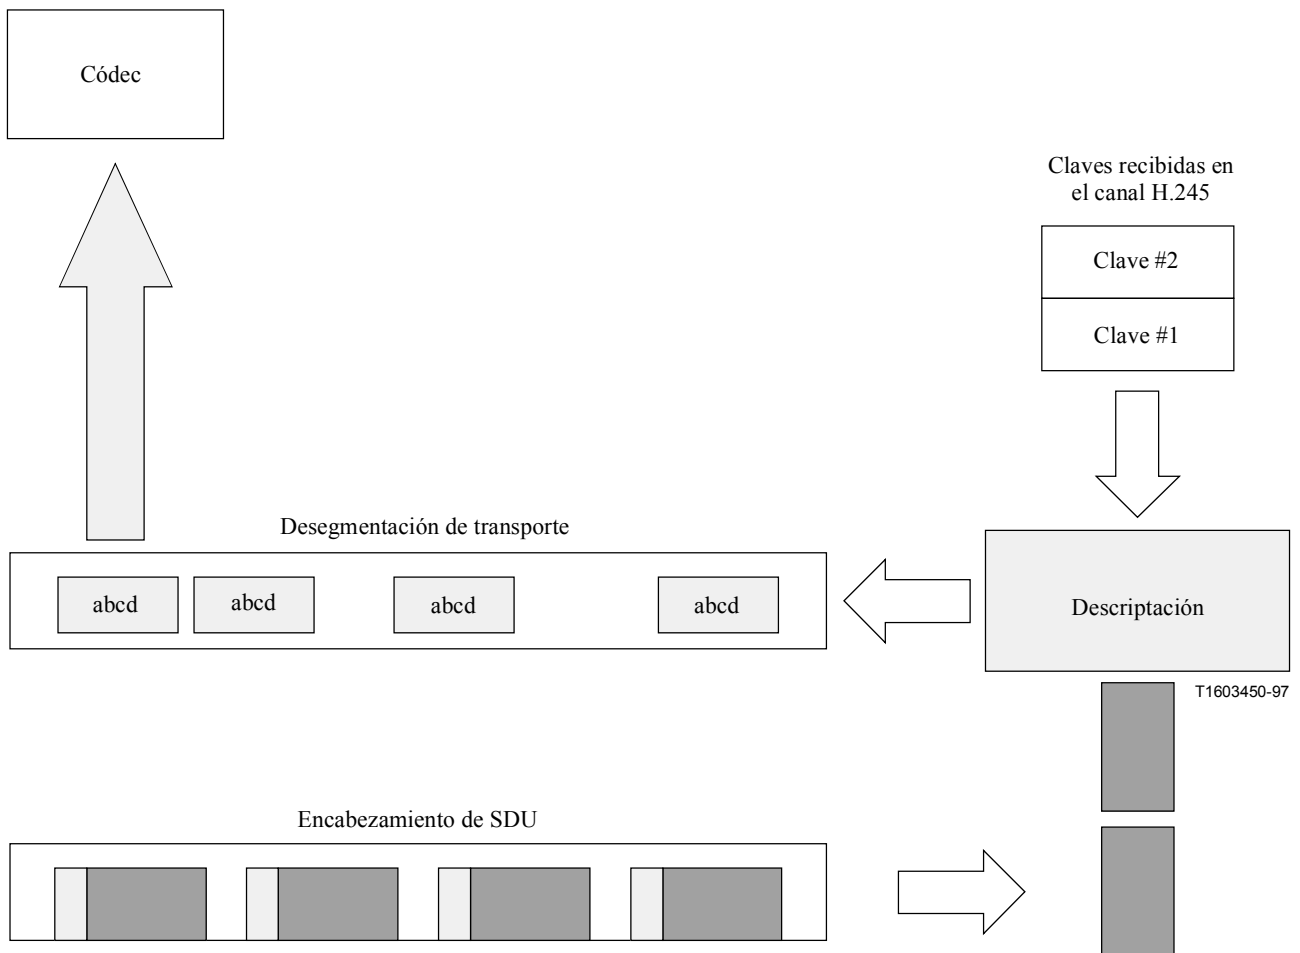 Códec
Claves recibidas en
el canal H.245
Clave #2
Clave #1
Desegmentación de transporte
abcd
abcd
abcd
abcd
Descriptación
T1603450-97
Encabezamiento de SDU